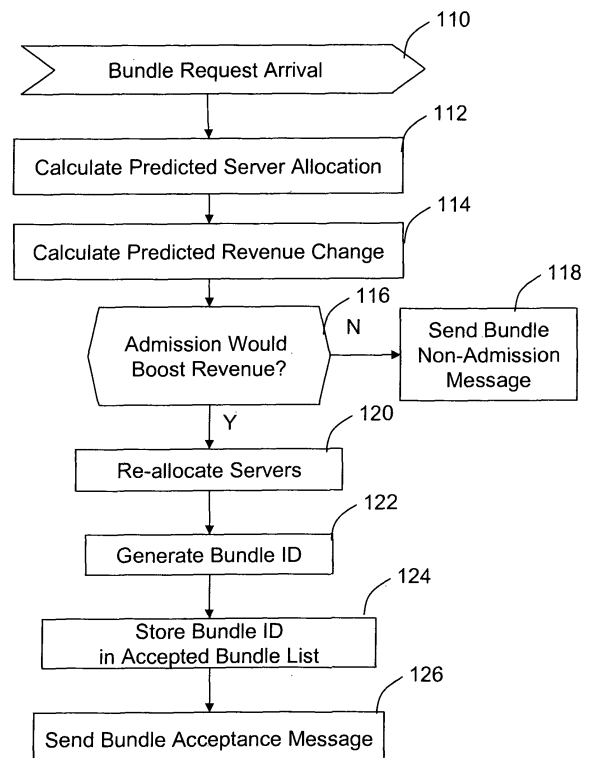 110
Bundle Request Arrival
112
Calculate Predicted Server Allocation
114
Calculate Predicted Revenue Change
116
Admission Would
Boost Revenue?
N
118
Send Bundle
Non-Admission
Message
Y
120
Re-allocate Servers
122
Generate Bundle ID
124
Store Bundle ID
in Accepted Bundle List
126
Send Bundle Acceptance Message